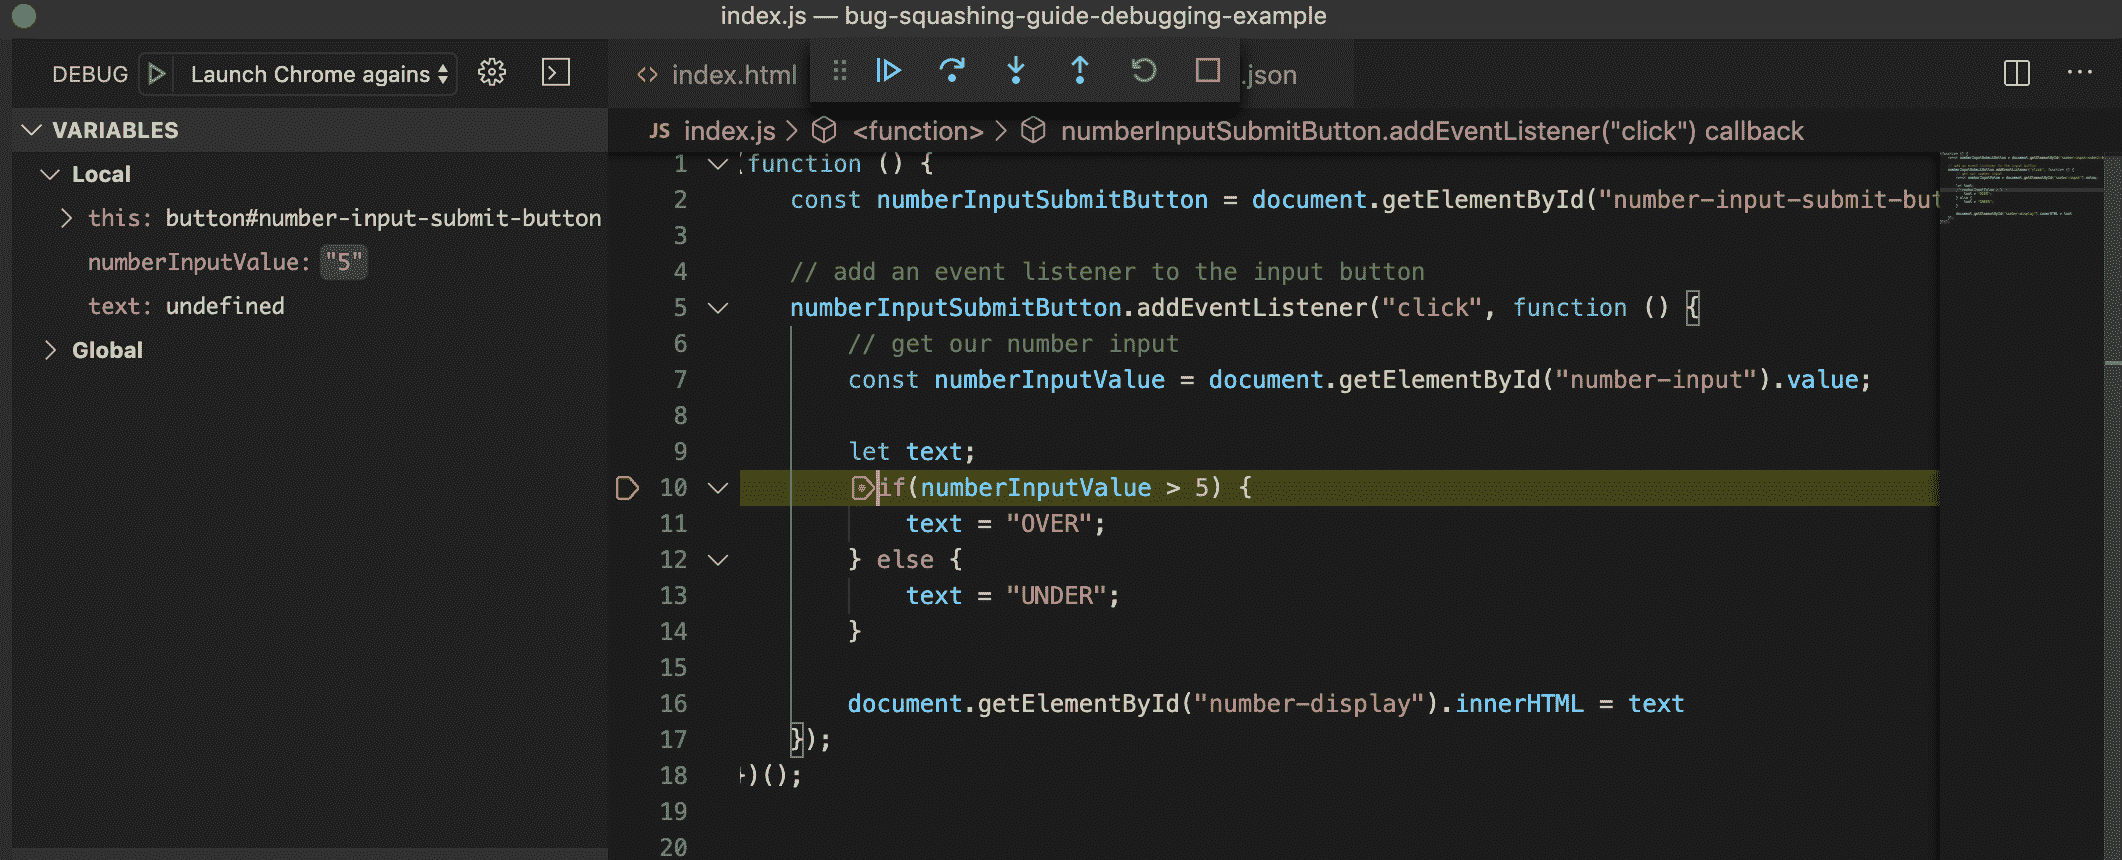 index.js — bug-squashing-guide-debugging-example
DEBUG Launch Chrome agains
index.html
.json
VARIABLES
Local
this: button#number-input-submit-button
numberInputValue: "5"
text: undefined
Global
JS index.js > <function> > numberInputSubmitButton.addEventListener("click") callback
1 (function () {
2 const numberInputSubmitButton = document.getElementById("number-input-submit-but
3
4 // add an event listener to the input button
5 numberInputSubmitButton.addEventListener("click", function () {
6 // get our number input
7 const numberInputValue = document.getElementById("number-input").value;
8
9 let text;
10 if(numberInputValue > 5) {
11 text = "OVER";
12 } else {
13 text = "UNDER";
14 }
15
16 document.getElementById("number-display").innerHTML = text
17 });
18 })();
19
20